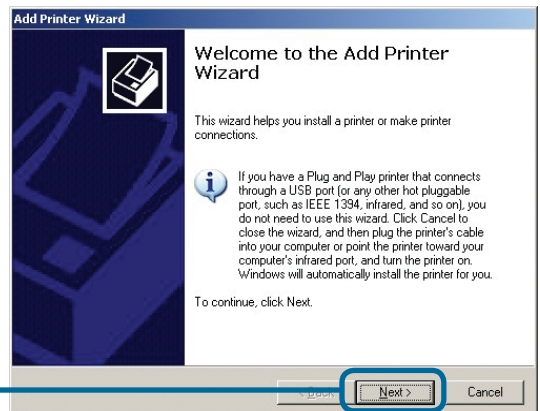 Add Printer Wizard
Welcome to the Add Printer
Wizard
This wizard helps you install a printer or make printer
connections.
If you have a Plug and Play printer that connects
through a USB port (or any other hot pluggable
port, such as IEEE 1394, infrared, and so on), you
do not need to use this wizard. Click Cancel to
close the wizard, and then plug the printer's cable
into your computer or point the printer toward your
computer's infrared port, and turn the printer on.
Windows will automatically install the printer for you.
To continue, click Next.
< Back Next > Cancel